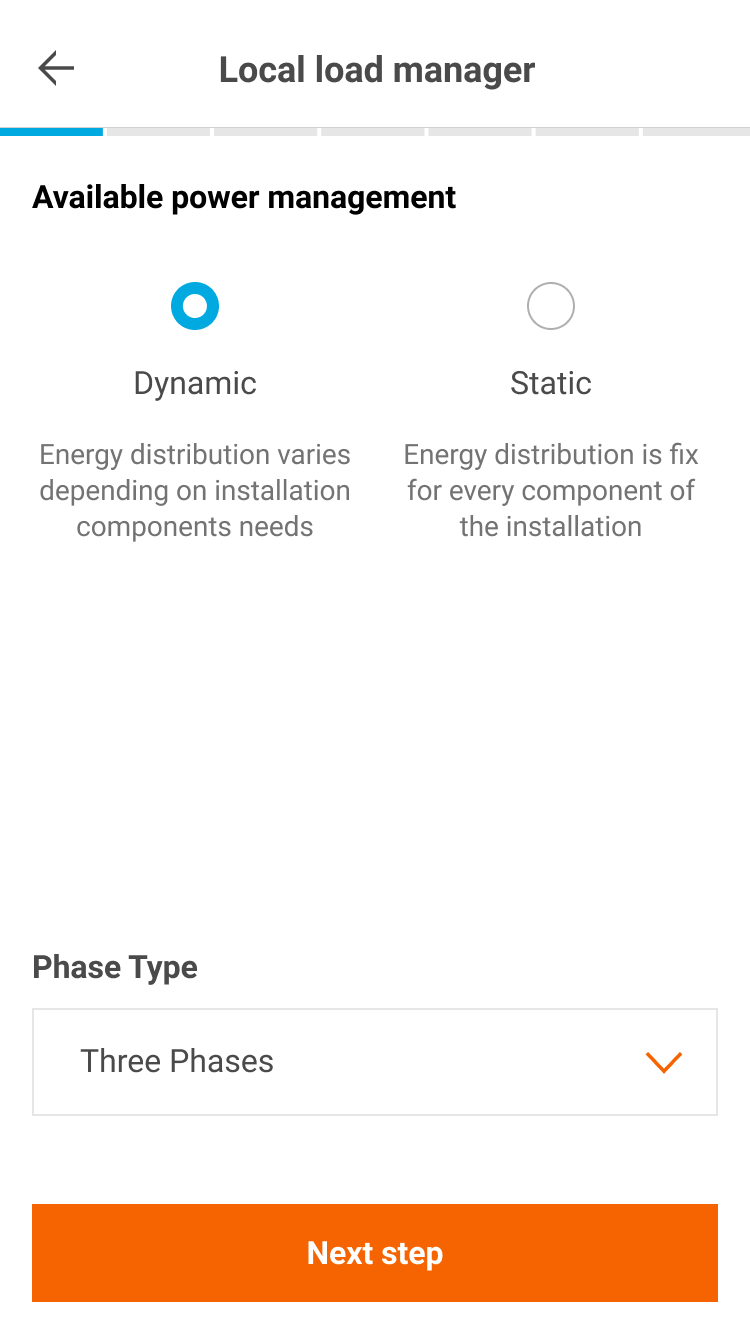 Local load manager
Available power management
Dynamic
Energy distribution varies
depending on installation
components needs
Static
Energy distribution is fix
for every component of
the installation
Phase Type
Three Phases
Next step